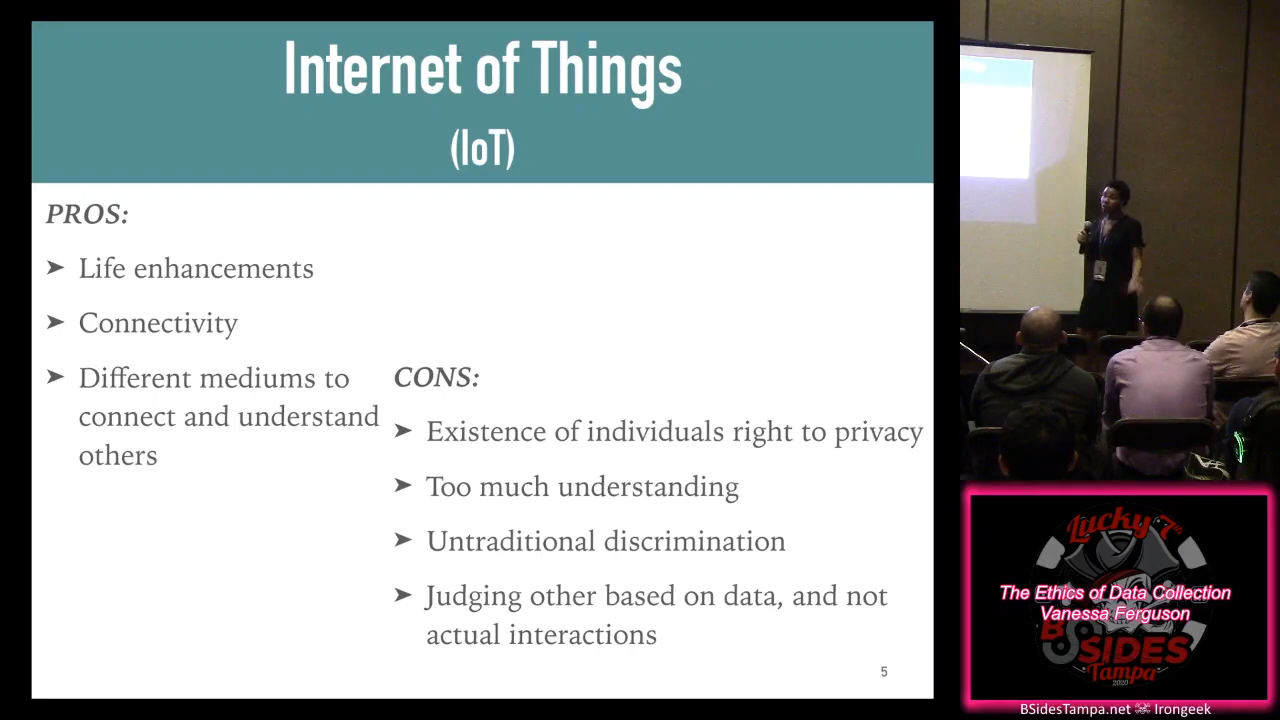 Internet of Things
(IoT)
PROS:
➤ Life enhancements
➤ Connectivity
➤ Different mediums to
connect and understand
others
CONS:
➤ Existence of individuals right to privacy
➤ Too much understanding
➤ Untraditional discrimination
➤ Judging other based on data, and not
actual interactions
5
Lucky 7th
The Ethics of Data Collection
Vanessa Ferguson
BSIDES
Tampa
2020
BSidesTampa.net ☠ Irongeek